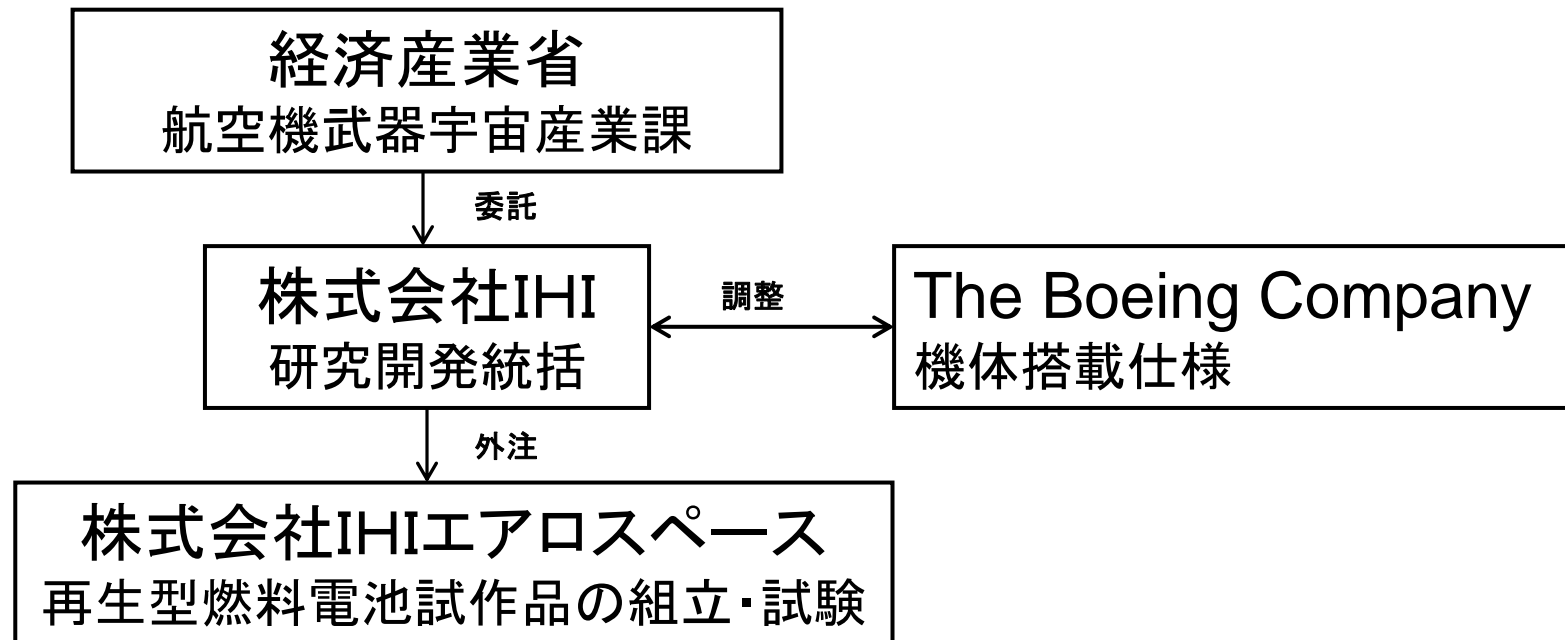 経済産業省
航空機武器宇宙産業課
委託
株式会社IHI
研究開発統括
調整
The Boeing Company
機体搭載仕様
外注
株式会社IHIエアロスペース
再生型燃料電池試作品の組立・試験